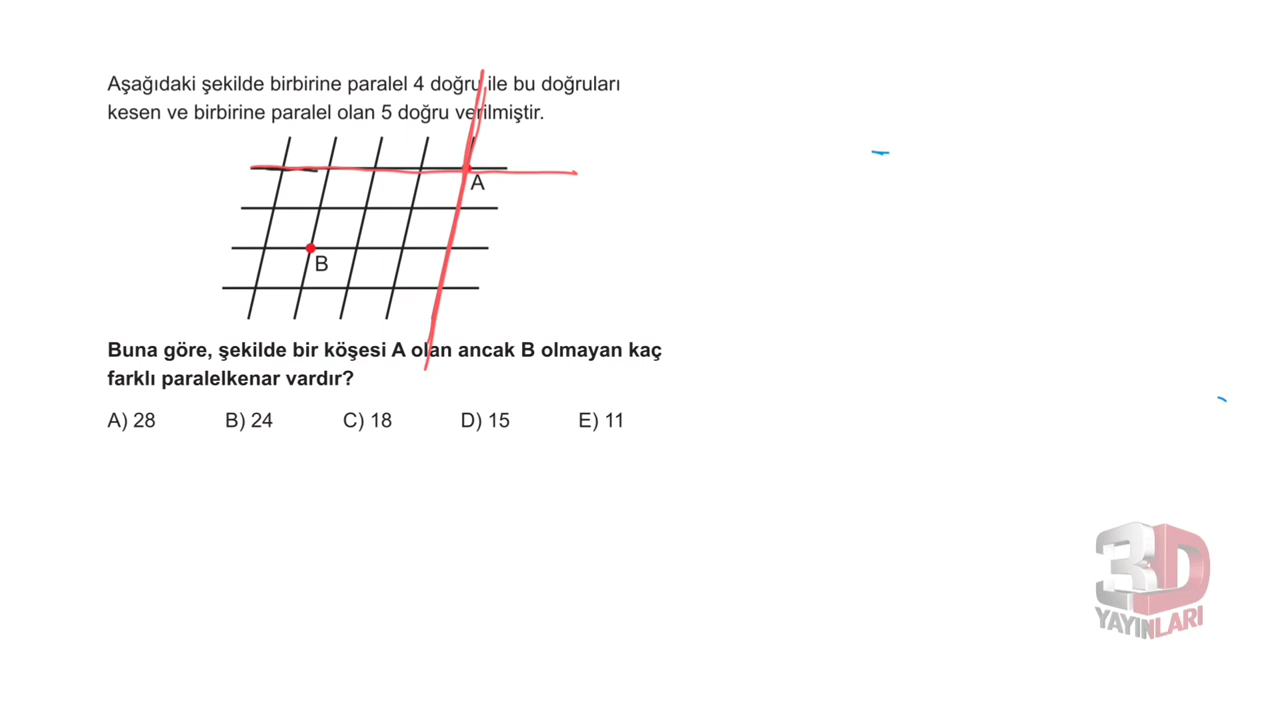 Aşağıdaki şekilde birbirine paralel 4 doğru ile bu doğruları
kesen ve birbirine paralel olan 5 doğru verilmiştir.
A
B
Buna göre, şekilde bir köşesi A olan ancak B olmayan kaç
farklı paralelkenar vardır?
A) 28 B) 24 C) 18 D) 15 E) 11
3D
YAYINLARI